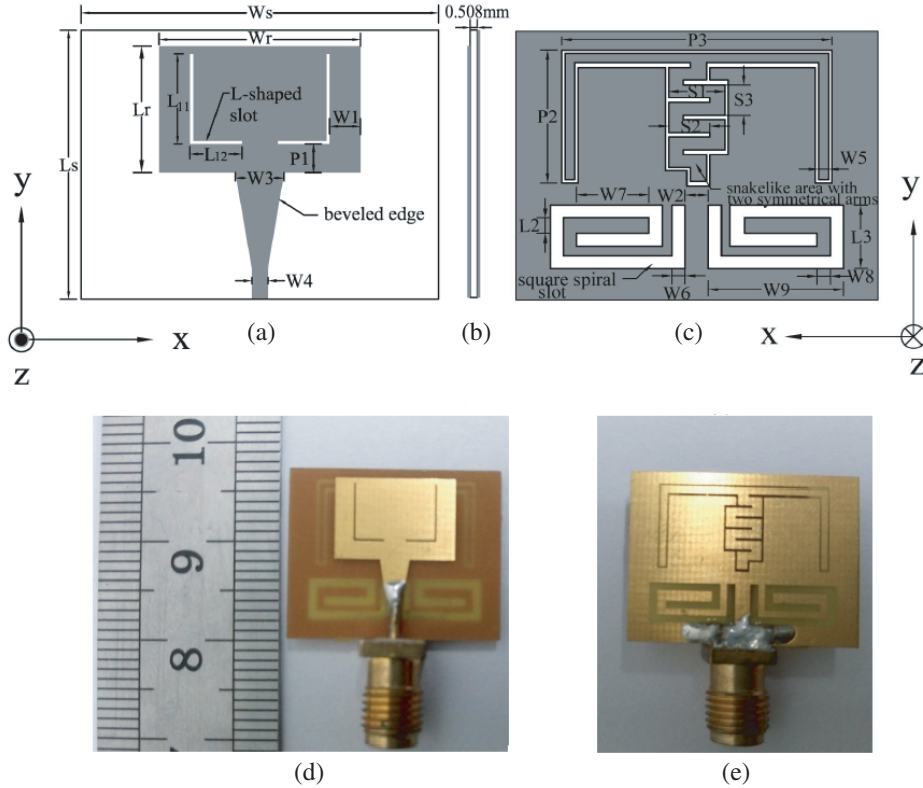 Ws
Wr
0.508mm
P3
L11
Lr
L-shaped
slot
W1
L12
P1
W3
Ls
beveled edge
W4
S1
S3
P2
S2
W5
snakelike area with
two symmetrical arms
W7
W2
L2
L3
square spiral
slot
W6
W8
W9
y
x
z
(a)
(b)
(c)
y
x
z
10
9
8
(d)
(e)